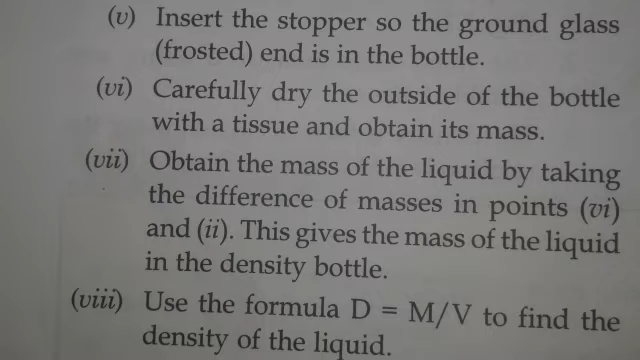 (v) Insert the stopper so the ground glass
(frosted) end is in the bottle.
(vi) Carefully dry the outside of the bottle
with a tissue and obtain its mass.
(vii) Obtain the mass of the liquid by taking
the difference of masses in points (vi)
and (ii). This gives the mass of the liquid
in the density bottle.
(viii) Use the formula D = M/V to find the
density of the liquid.